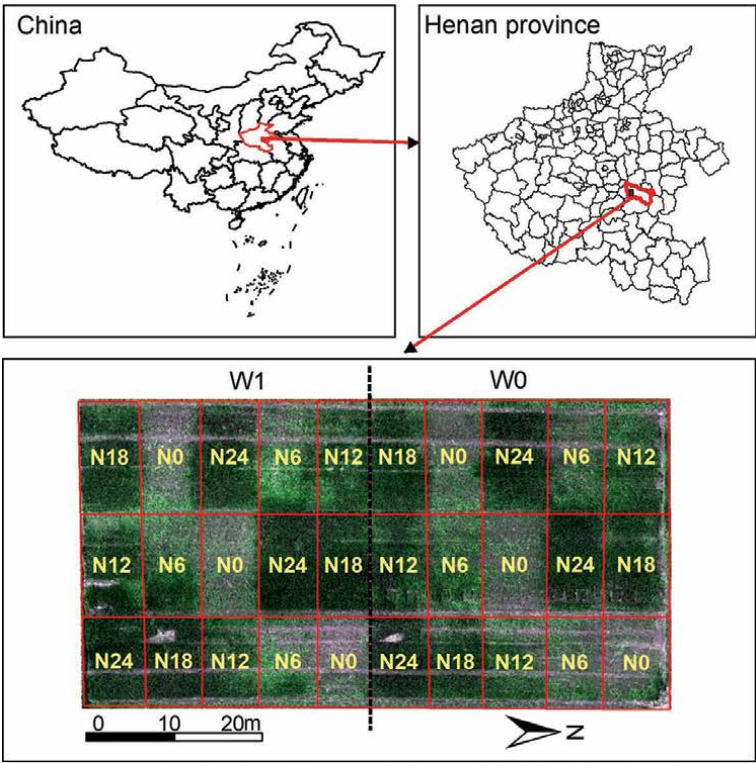 China
Henan province
W1 W0
N18 N0 N24 N6 N12 N18 N0 N24 N6 N12
N12 N6 N0 N24 N18 N12 N6 N0 N24 N18
N24 N18 N12 N6 N0 N24 N18 N12 N6 N0
0 10 20m
N